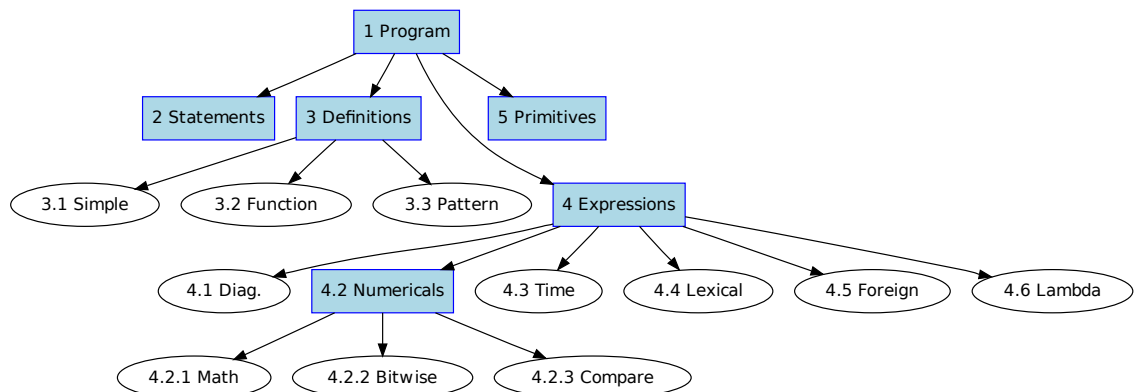 1 Program
2 Statements
3 Definitions
5 Primitives
3.1 Simple
3.2 Function
3.3 Pattern
4 Expressions
4.1 Diag.
4.2 Numericals
4.3 Time
4.4 Lexical
4.5 Foreign
4.6 Lambda
4.2.1 Math
4.2.2 Bitwise
4.2.3 Compare